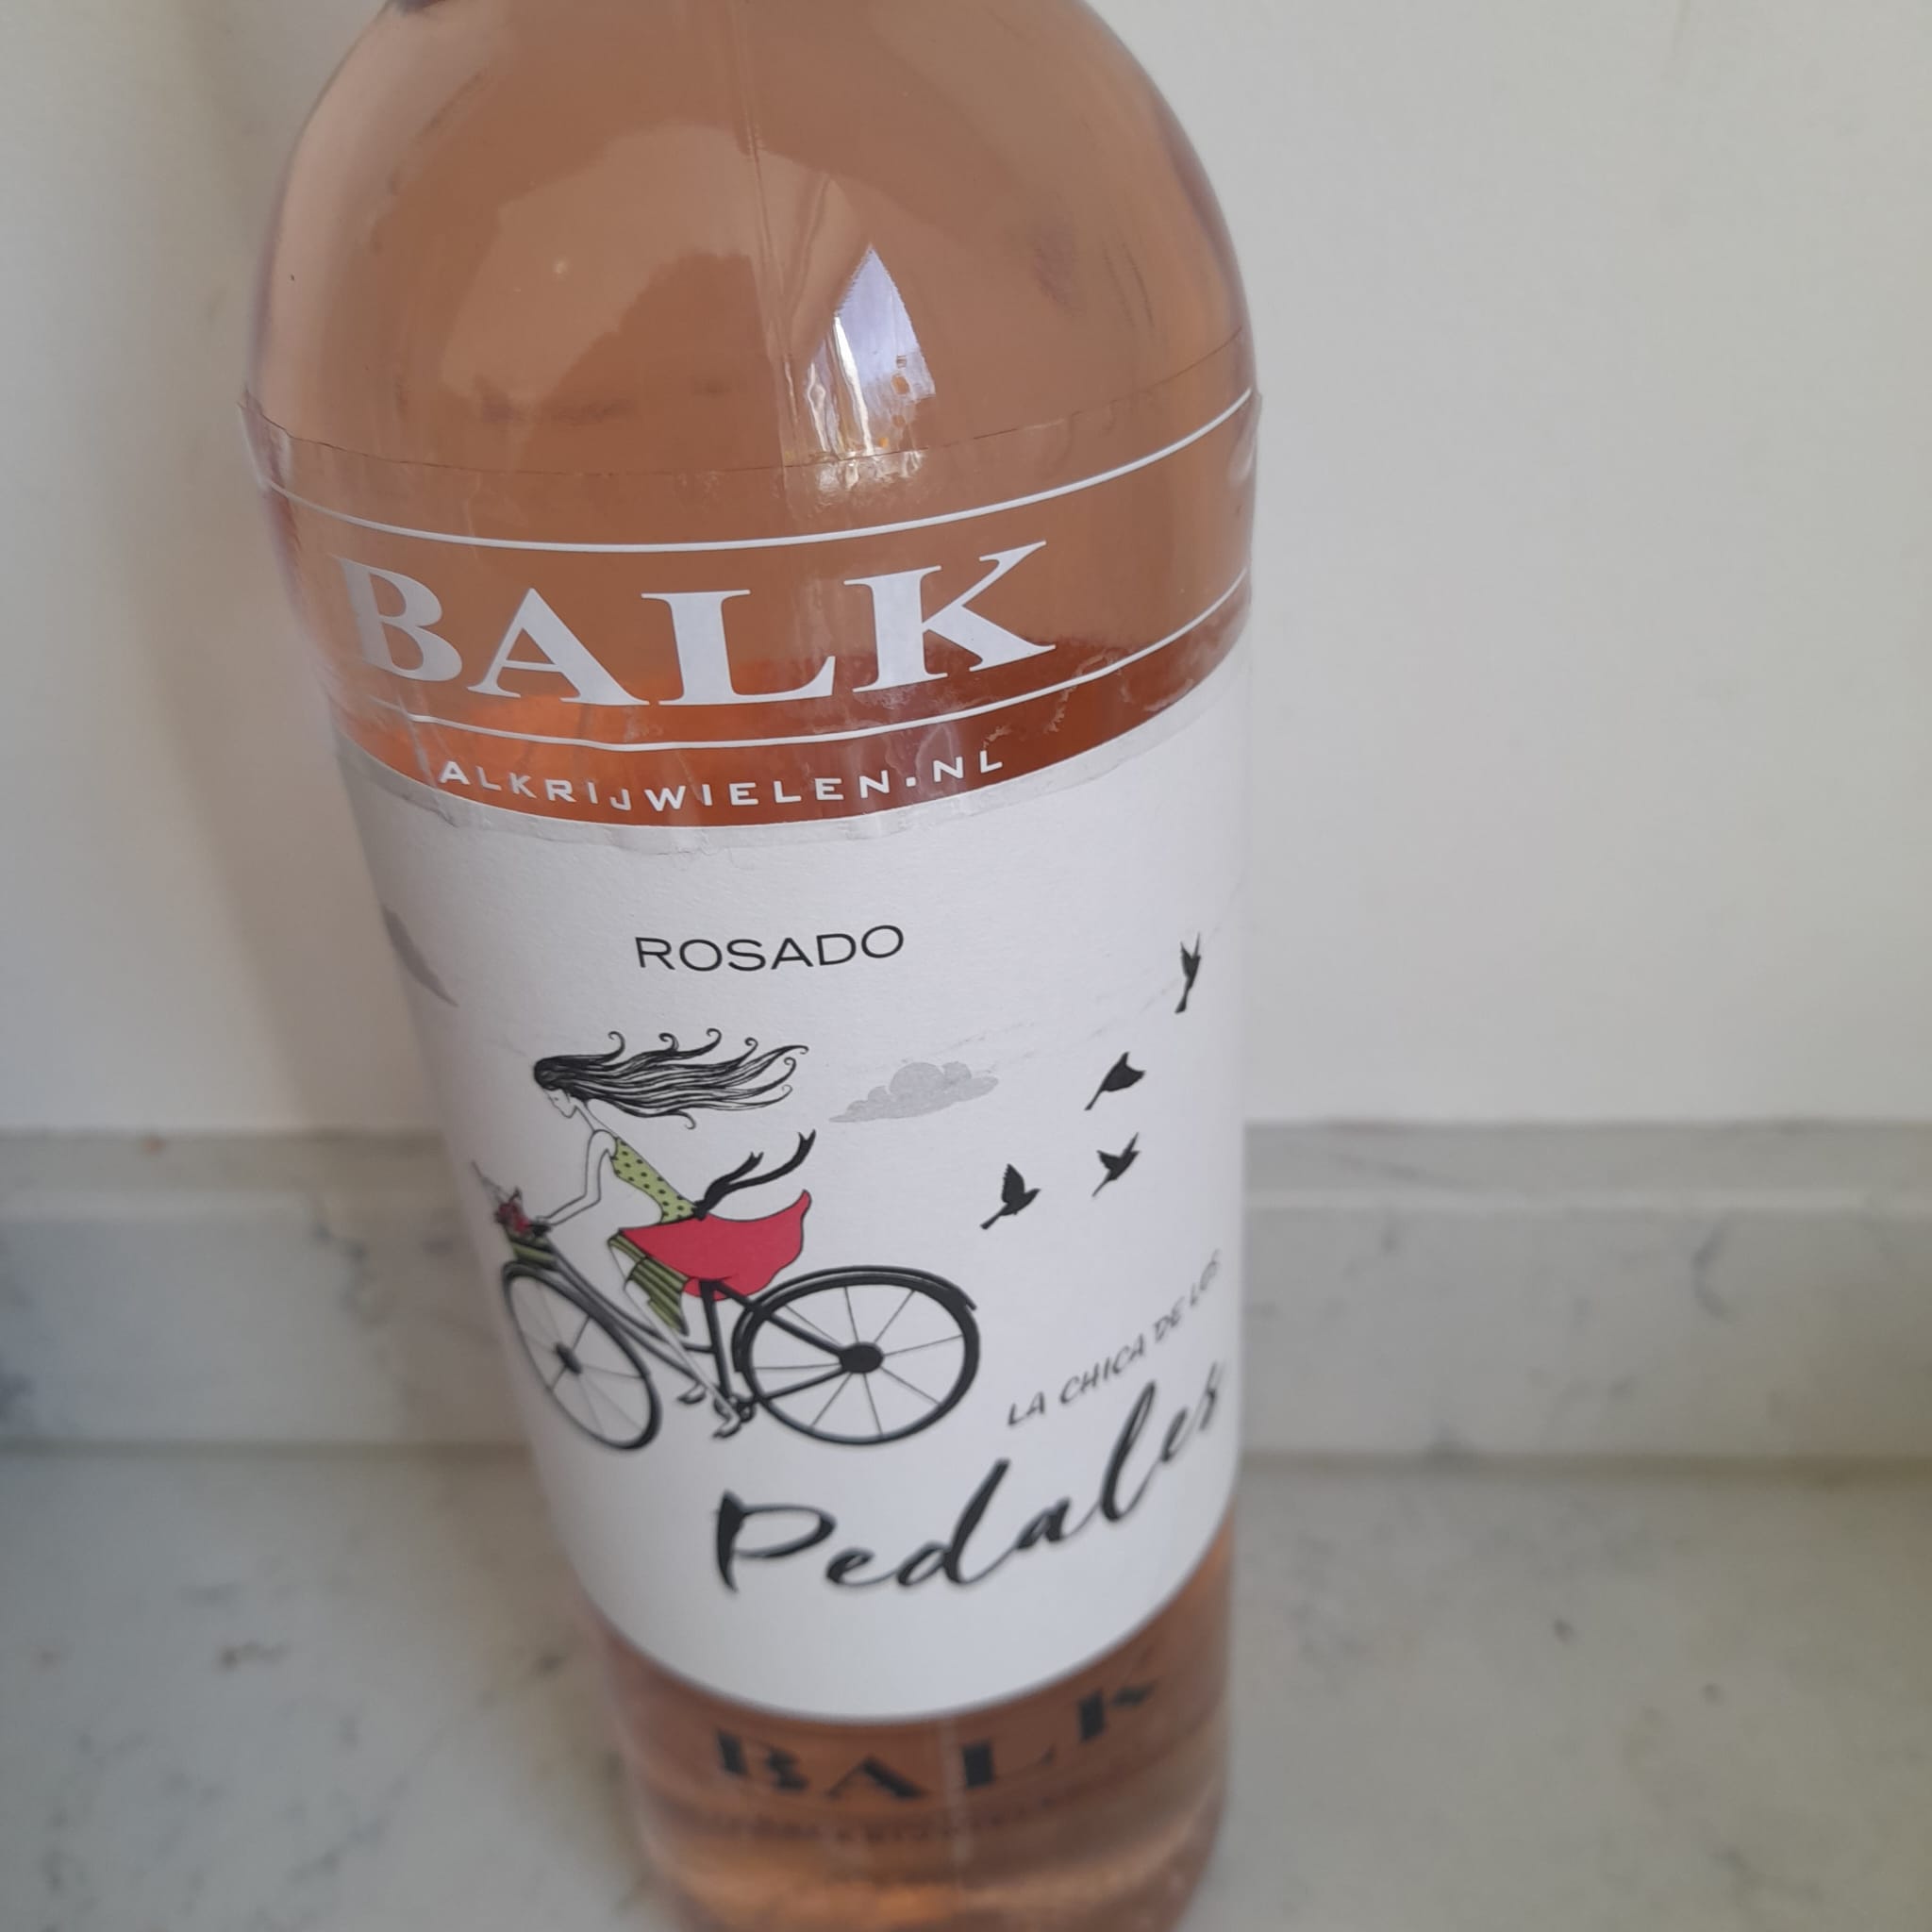 BALK
ALKRIJWIELEN.NL
ROSADO
LA CHICA DE LOS
Pedales
BALK